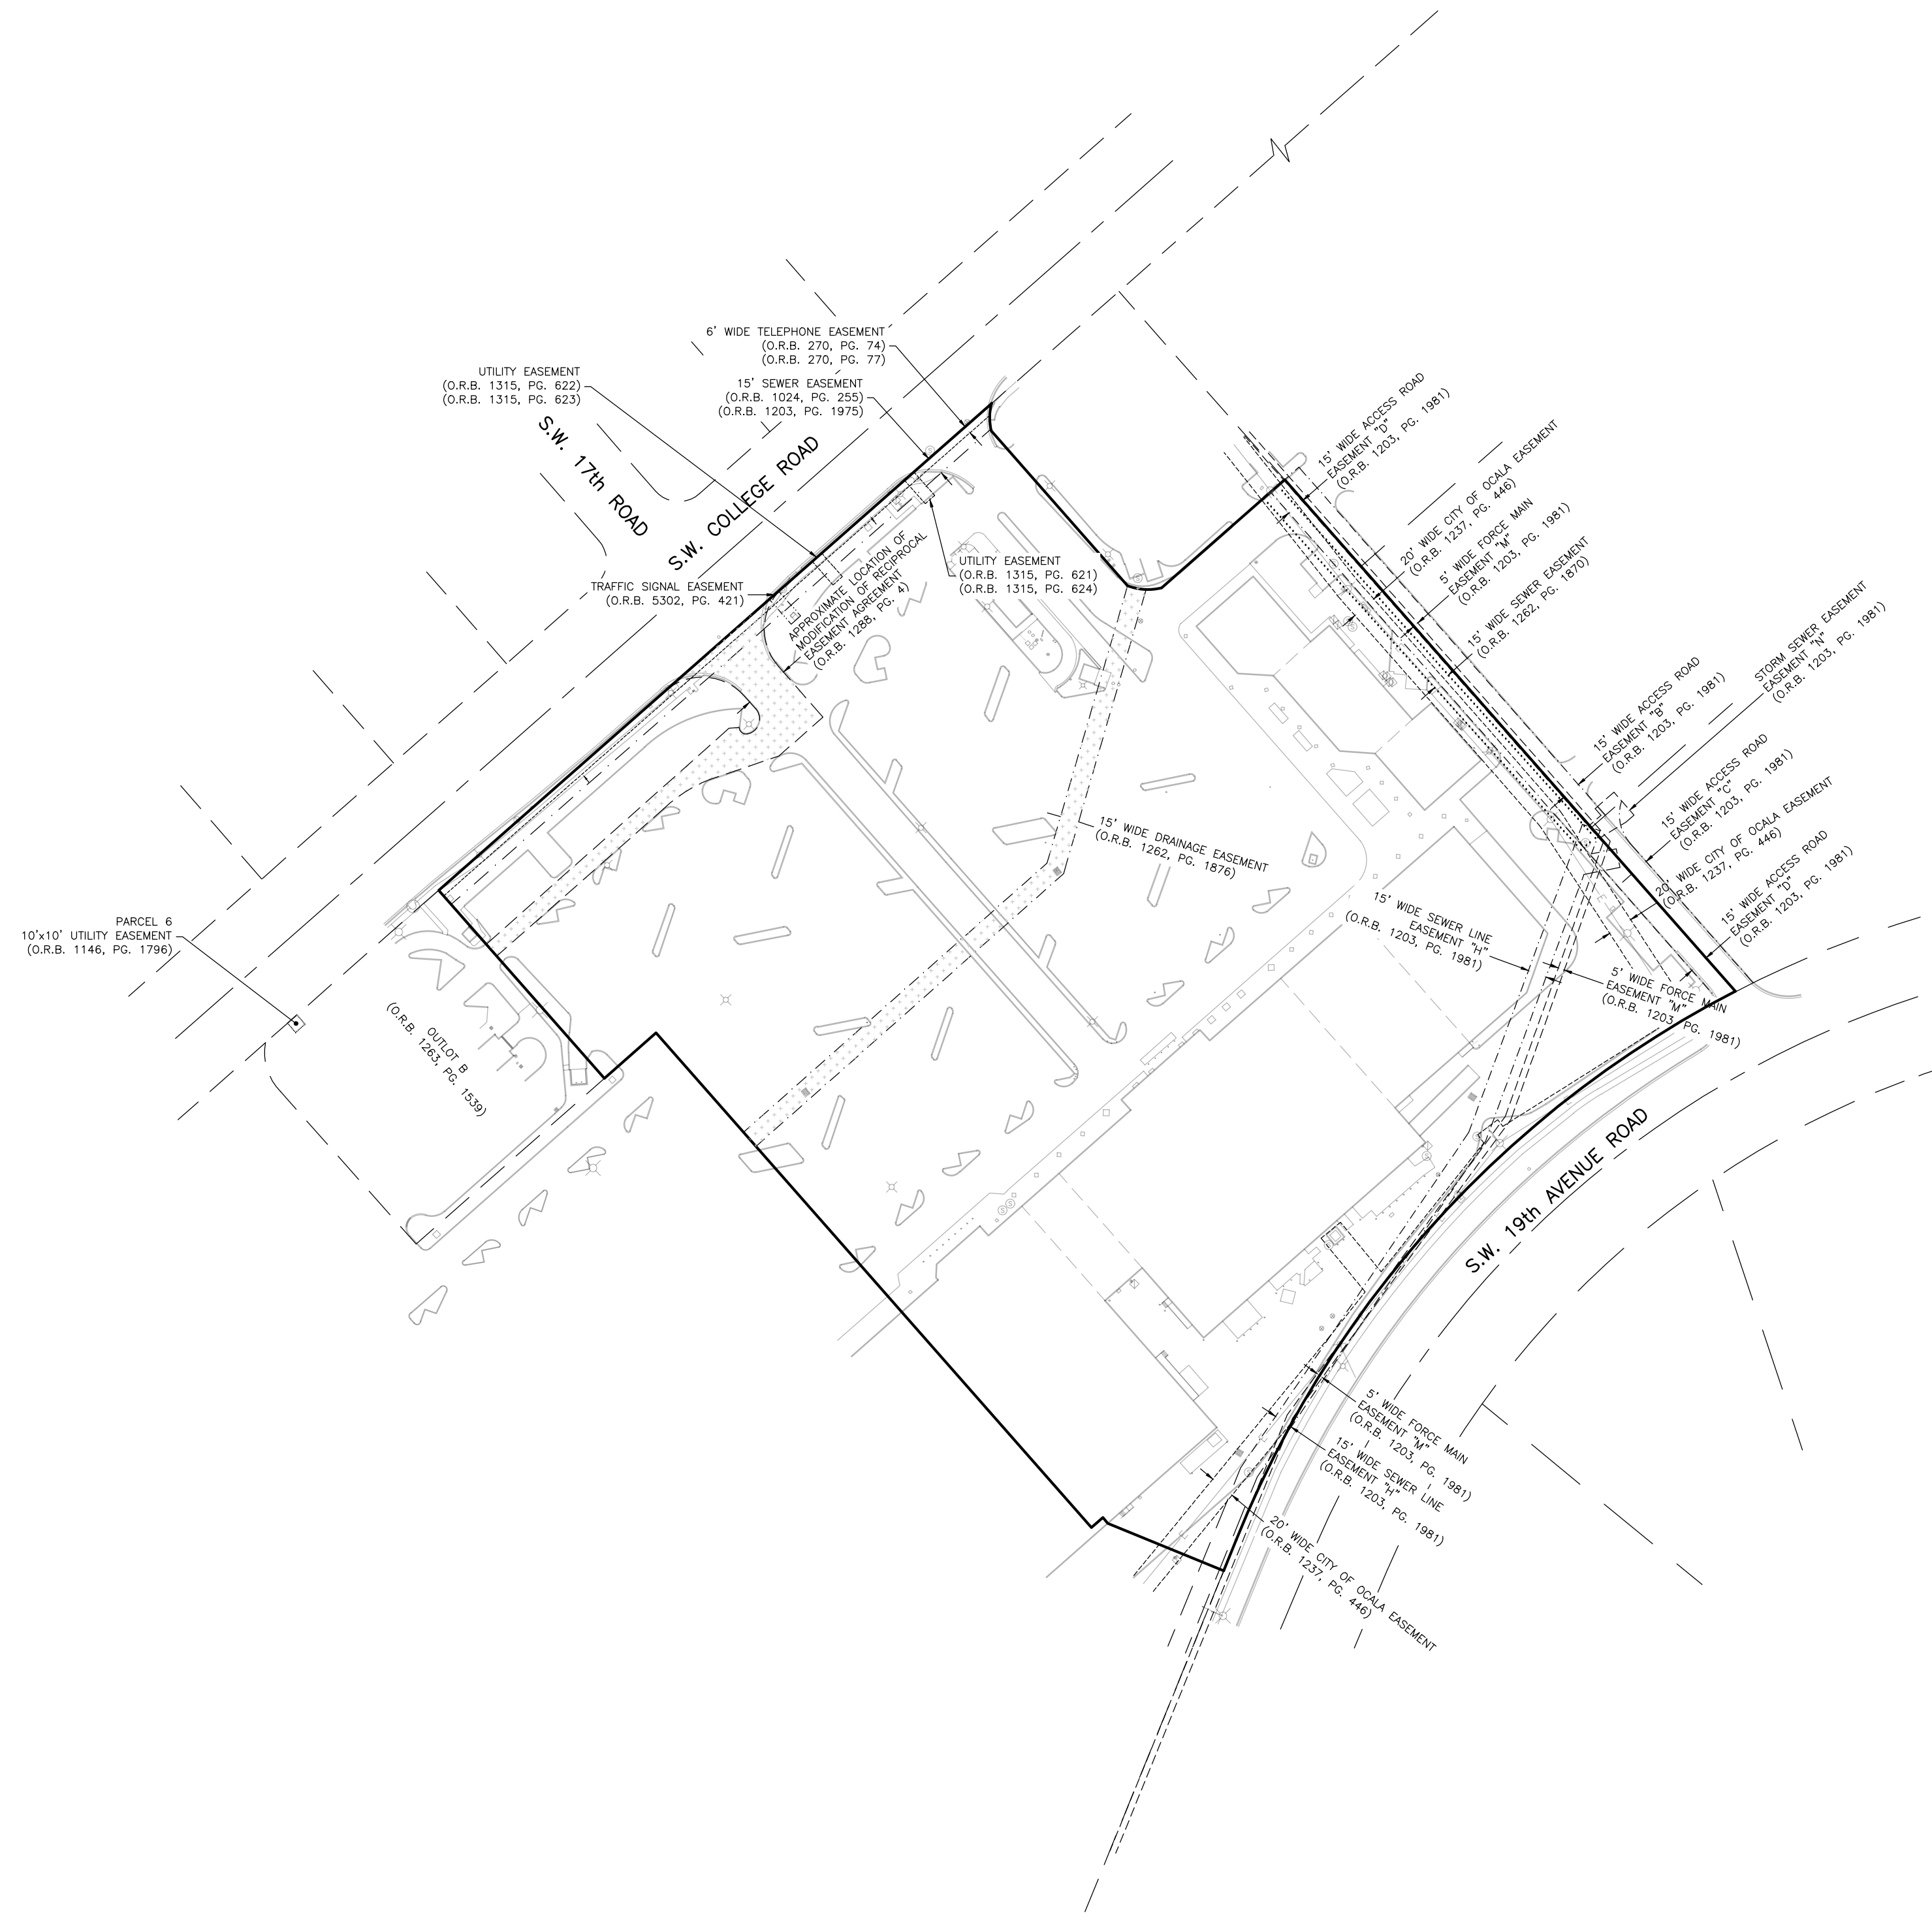 6' WIDE TELEPHONE EASEMENT
(O.R.B. 270, PG. 74)
(O.R.B. 270, PG. 77)
UTILITY EASEMENT
(O.R.B. 1315, PG. 622)
(O.R.B. 1315, PG. 623)
15' SEWER EASEMENT
(O.R.B. 1024, PG. 255)
(O.R.B. 1203, PG. 1975)
S.W. 17th ROAD
S.W. COLLEGE ROAD
TRAFFIC SIGNAL EASEMENT
(O.R.B. 5302, PG. 421)
APPROXIMATE LOCATION OF
MODIFICATION OF RECIPROCAL
EASEMENT AGREEMENT
(O.R.B. 1288, PG. 4)
UTILITY EASEMENT
(O.R.B. 1315, PG. 621)
(O.R.B. 1315, PG. 624)
15' WIDE ACCESS ROAD
EASEMENT "D"
(O.R.B. 1203, PG. 1981)
20' WIDE CITY OF OCALA EASEMENT
(O.R.B. 1237, PG. 446)
5' WIDE FORCE MAIN
EASEMENT "M"
(O.R.B. 1203, PG. 1981)
15' WIDE SEWER EASEMENT
(O.R.B. 1262, PG. 1870)
STORM SEWER EASEMENT
EASEMENT "N"
(O.R.B. 1203, PG. 1981)
15' WIDE ACCESS ROAD
EASEMENT "B"
(O.R.B. 1203, PG. 1981)
15' WIDE ACCESS ROAD
EASEMENT "C"
(O.R.B. 1203, PG. 1981)
20' WIDE CITY OF OCALA EASEMENT
(O.R.B. 1237, PG. 446)
15' WIDE ACCESS ROAD
EASEMENT "D"
(O.R.B. 1203, PG. 1981)
15' WIDE DRAINAGE EASEMENT
(O.R.B. 1262, PG. 1876)
15' WIDE SEWER LINE
EASEMENT "H"
(O.R.B. 1203, PG. 1981)
5' WIDE FORCE MAIN
EASEMENT "M"
(O.R.B. 1203, PG. 1981)
PARCEL 6
10'x10' UTILITY EASEMENT
(O.R.B. 1146, PG. 1796)
OUTLOT B
(O.R.B. 1263, PG. 1539)
S.W. 19th AVENUE ROAD
5' WIDE FORCE MAIN
EASEMENT "M"
(O.R.B. 1203, PG. 1981)
15' WIDE SEWER LINE
EASEMENT "H"
(O.R.B. 1203, PG. 1981)
20' WIDE CITY OF OCALA EASEMENT
(O.R.B. 1237, PG. 446)